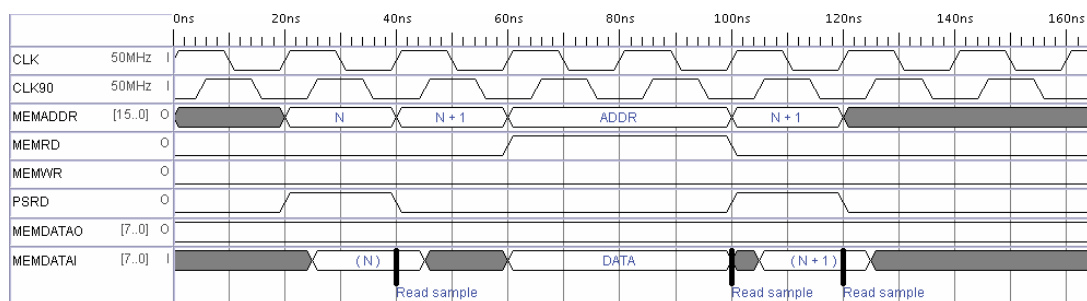 0ns 20ns 40ns 60ns 80ns 100ns 120ns 140ns 160ns
CLK 50MHz I
CLK90 50MHz I
MEMADDR [15..0] O N N + 1 ADDR N + 1
MEMRD O
MEMWR O
PSRD O
MEMDATAO [7..0] O
MEMDATAI [7..0] I ( N ) DATA ( N + 1 )
Read sample Read sample Read sample